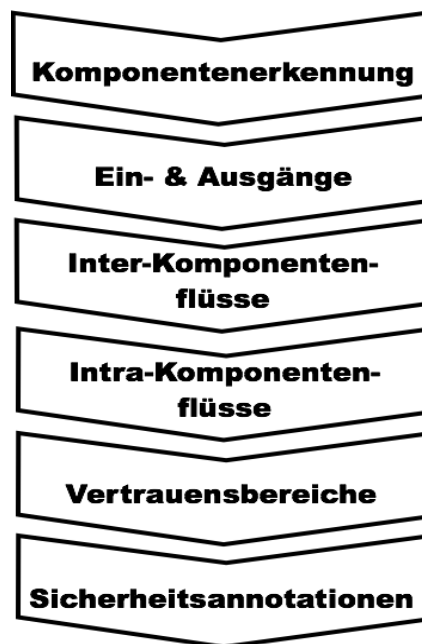 Komponentenerkennung
Ein- & Ausgänge
Inter-Komponenten-
flüsse
Intra-Komponenten-
flüsse
Vertrauensbereiche
Sicherheitsannotationen